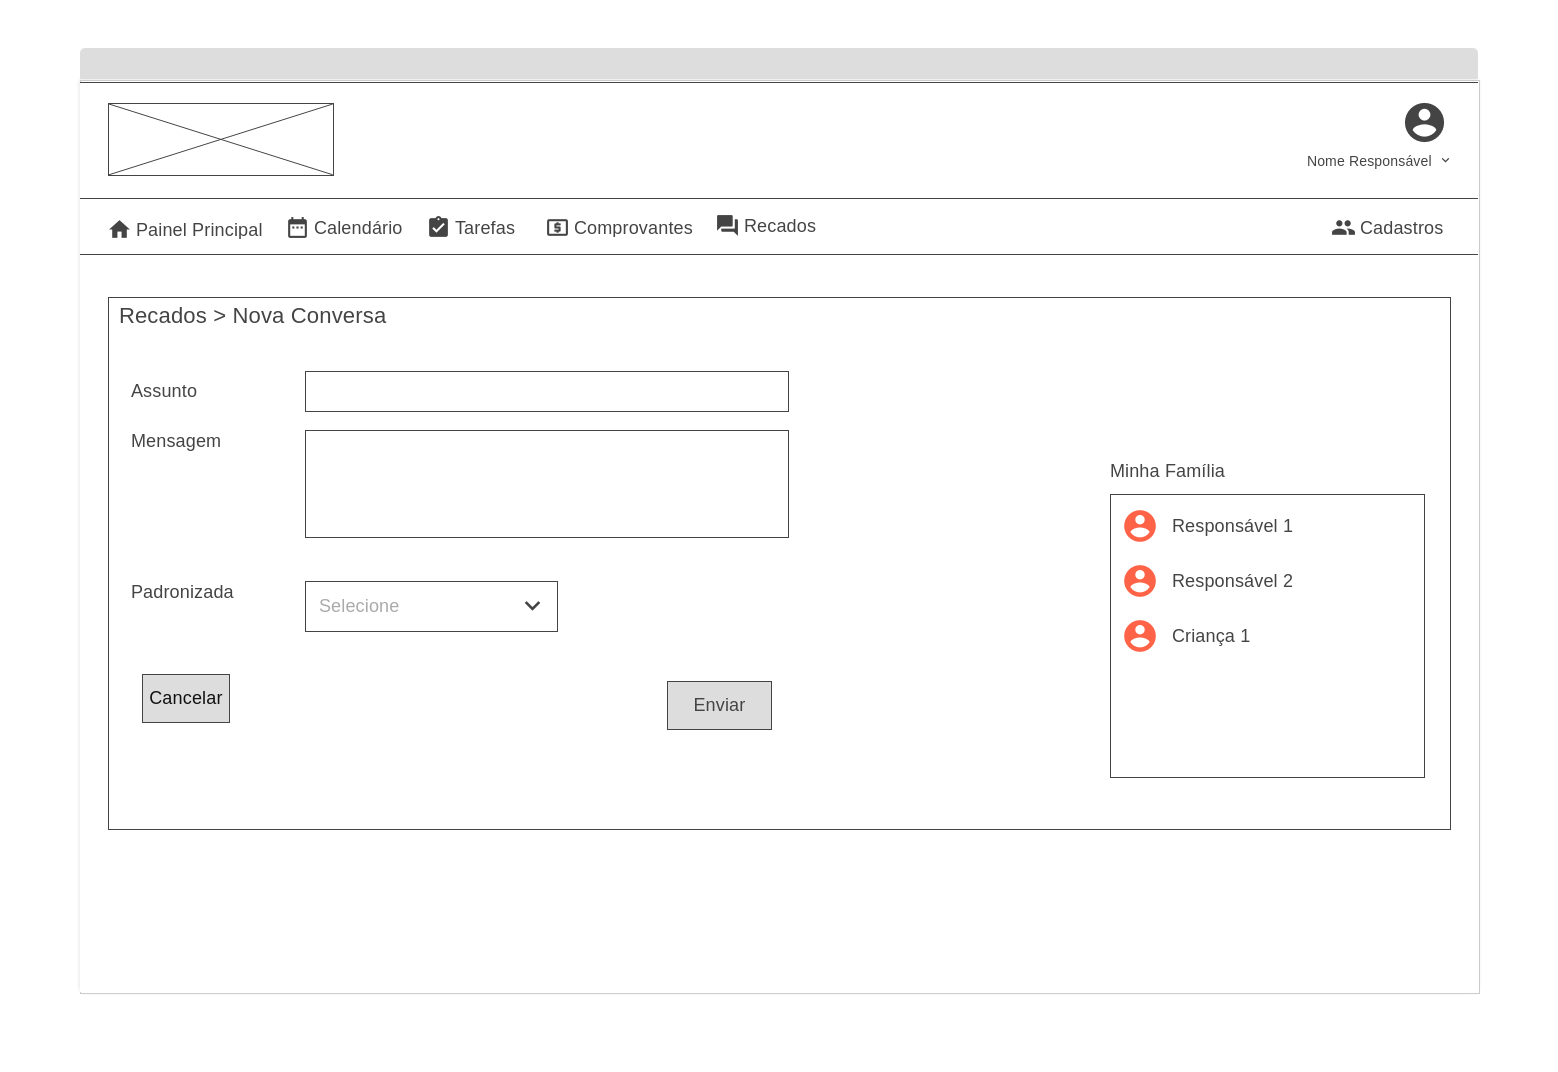 Nome Responsável
Painel Principal
Calendário
Tarefas
Comprovantes
Recados
Cadastros
Recados > Nova Conversa
Assunto
Mensagem
Minha Família
Responsável 1
Responsável 2
Padronizada
Selecione
Criança 1
Cancelar
Enviar